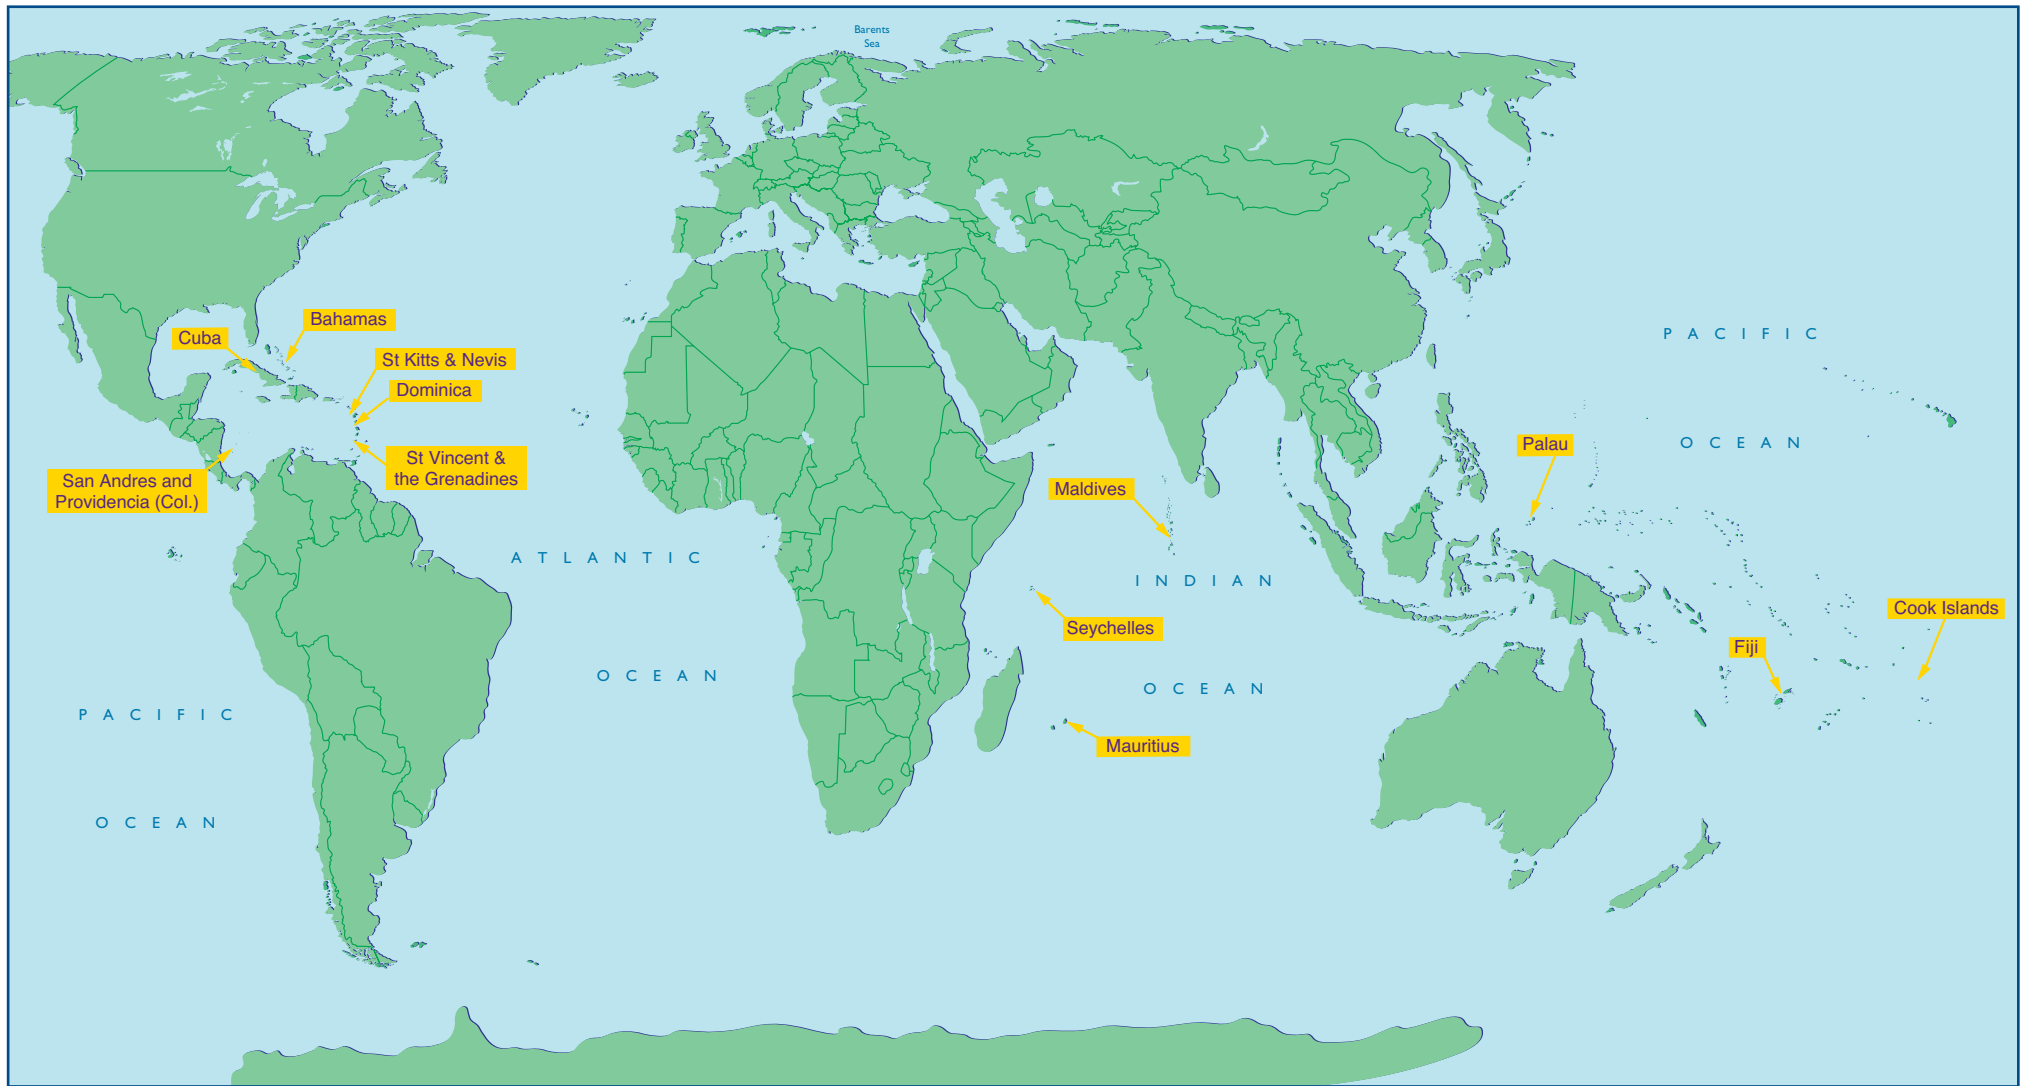 Barents
Sea
Bahamas
Cuba
St Kitts & Nevis
Dominica
St Vincent &
the Grenadines
San Andres and
Providencia (Col.)
PACIFIC
OCEAN
Palau
Maldives
ATLANTIC
INDIAN
Seychelles
Cook Islands
Fiji
OCEAN
OCEAN
PACIFIC
Mauritius
OCEAN